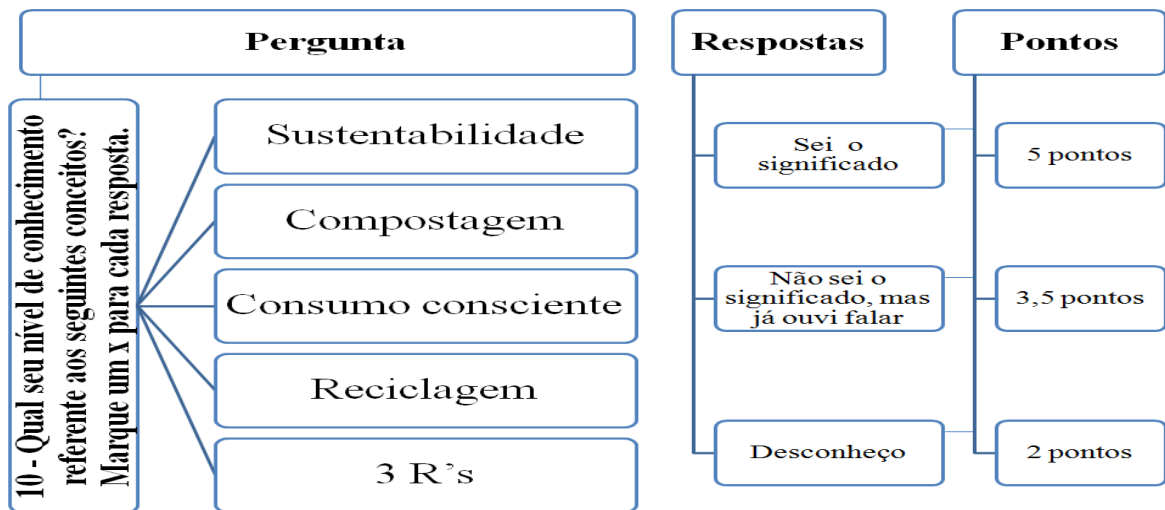 Pergunta
Respostas
Pontos
10 - Qual seu nível de conhecimento
referente aos seguintes conceitos?
Marque um x para cada resposta.
Sustentabilidade
Compostagem
Consumo consciente
Reciclagem
3 R's
Sei o
significado
Não sei o
significado, mas
já ouvi falar
Desconheço
5 pontos
3,5 pontos
2 pontos